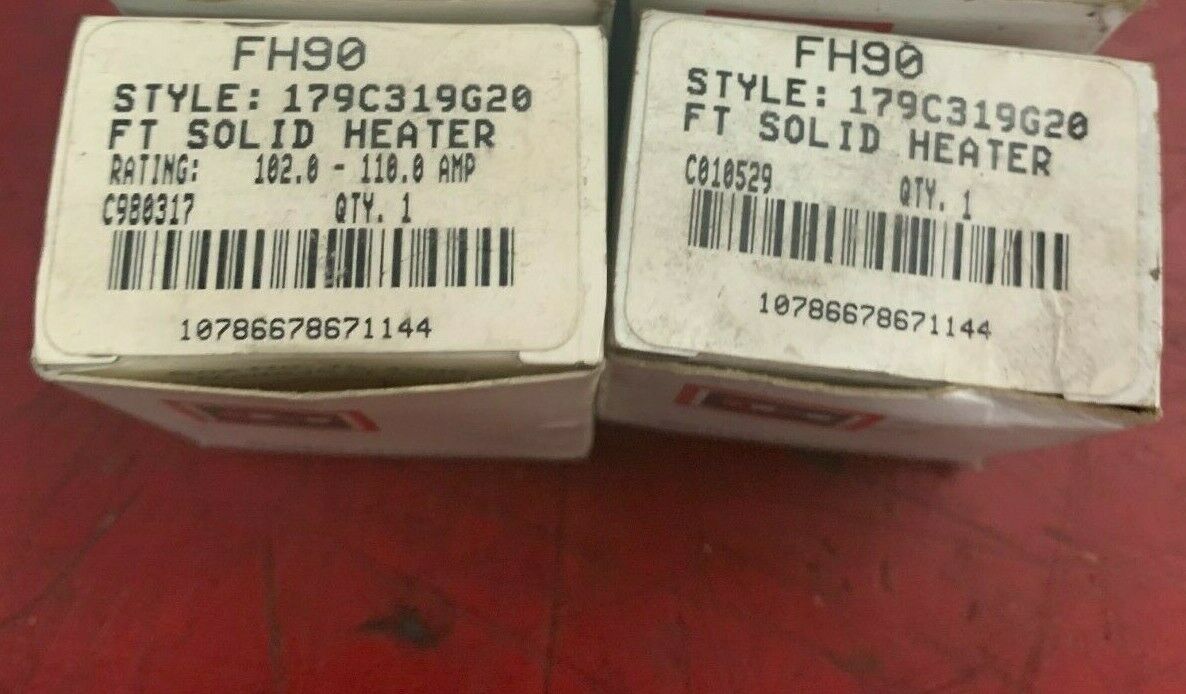 FH90
STYLE: 179C319G20
FT SOLID HEATER
RATING: 102.0 - 110.0 AMP
C980317 QTY. 1
10786678671144
FH90
STYLE: 179C319G20
FT SOLID HEATER
C010529 QTY. 1
10786678671144